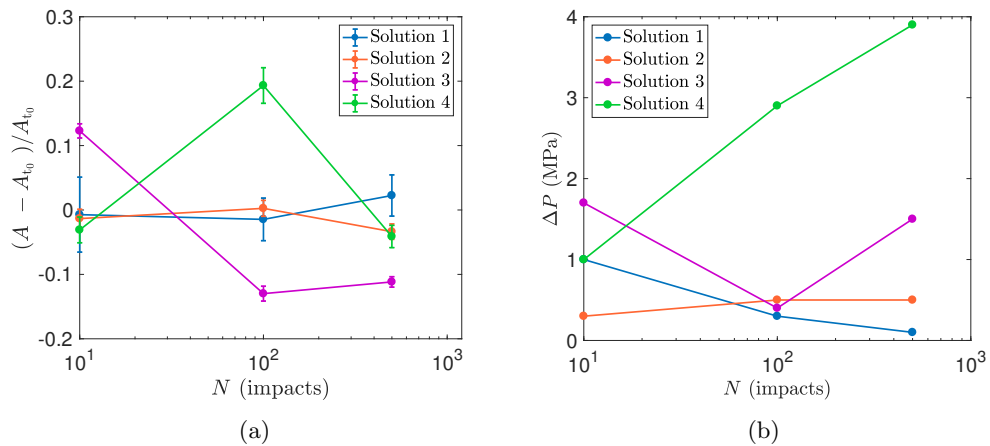 0.3
0.2
0.1
0
-0.1
-0.2
(A − A_{t_0})/A_{t_0}
10^1
10^2
10^3
N (impacts)
Solution 1
Solution 2
Solution 3
Solution 4
(a)
4
3
2
1
0
ΔP (MPa)
10^1
10^2
10^3
N (impacts)
Solution 1
Solution 2
Solution 3
Solution 4
(b)